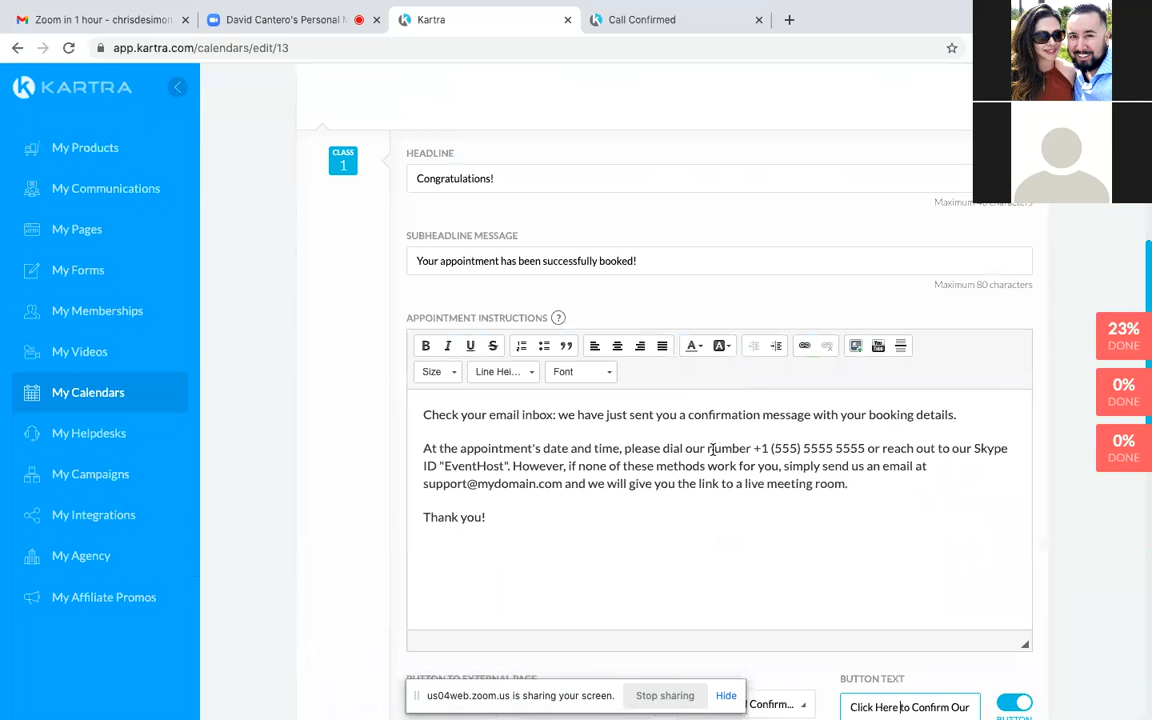 Zoom in 1 hour - chrisdesimon
David Cantero's Personal M
Kartra
Call Confirmed
app.kartra.com/calendars/edit/13
KARTRA
My Products
My Communications
My Pages
My Forms
My Memberships
My Videos
My Calendars
My Helpdesks
My Campaigns
My Integrations
My Agency
My Affiliate Promos
CLASS
1
HEADLINE
Congratulations!
Maximum 40 characters
SUBHEADLINE MESSAGE
Your appointment has been successfully booked!
Maximum 80 characters
APPOINTMENT INSTRUCTIONS ?
B I U S
A A
Size Line Hei... Font
Check your email inbox: we have just sent you a confirmation message with your booking details.
At the appointment's date and time, please dial our number +1 (555) 5555 5555 or reach out to our Skype
ID "EventHost". However, if none of these methods work for you, simply send us an email at
support@mydomain.com and we will give you the link to a live meeting room.
Thank you!
23%
DONE
0%
DONE
0%
DONE
BUTTON TO EXTERNAL PAGE
BUTTON TEXT
us04web.zoom.us is sharing your screen. Stop sharing Hide
Confirm...
Click Here to Confirm Our
BUTTON